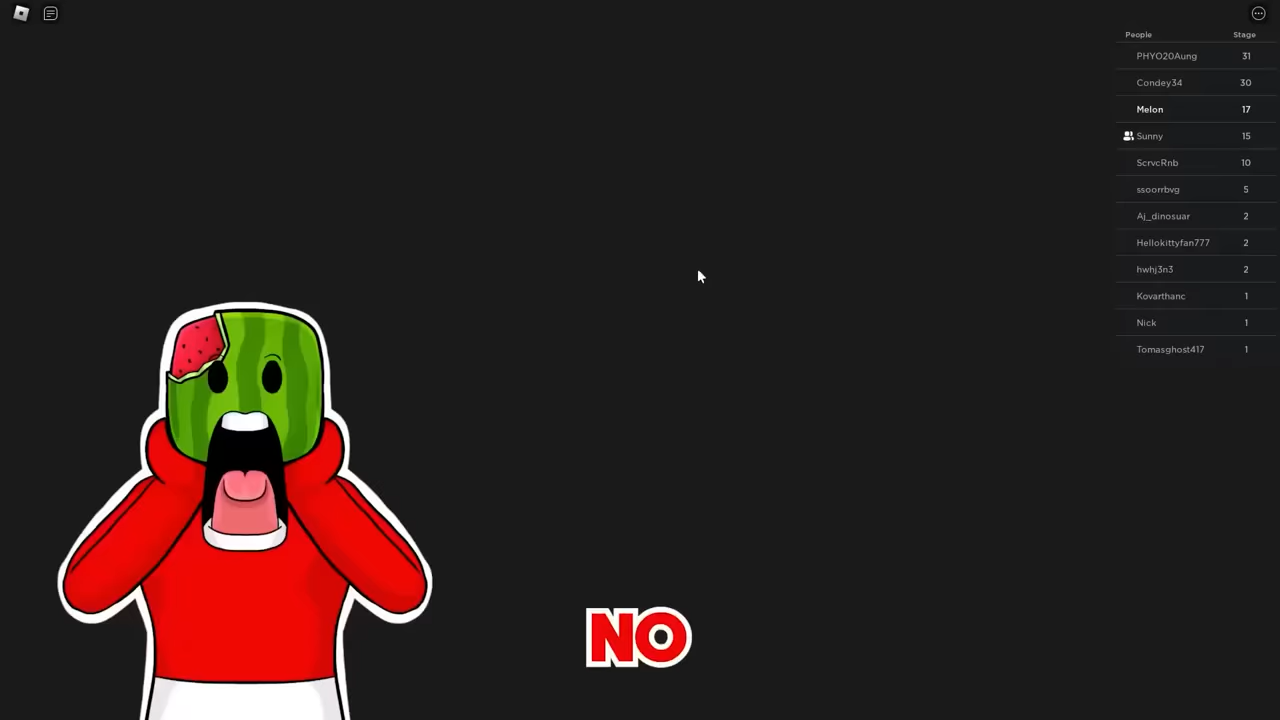 People Stage
PHYO20Aung 31
Condey34 30
Melon 17
Sunny 15
ScrvcRnb 10
ssoorrbvg 5
Aj_dinosuar 2
Hellokittyfan777 2
hwhj3n3 2
Kovarthanc 1
Nick 1
Tomasghost417 1
NO